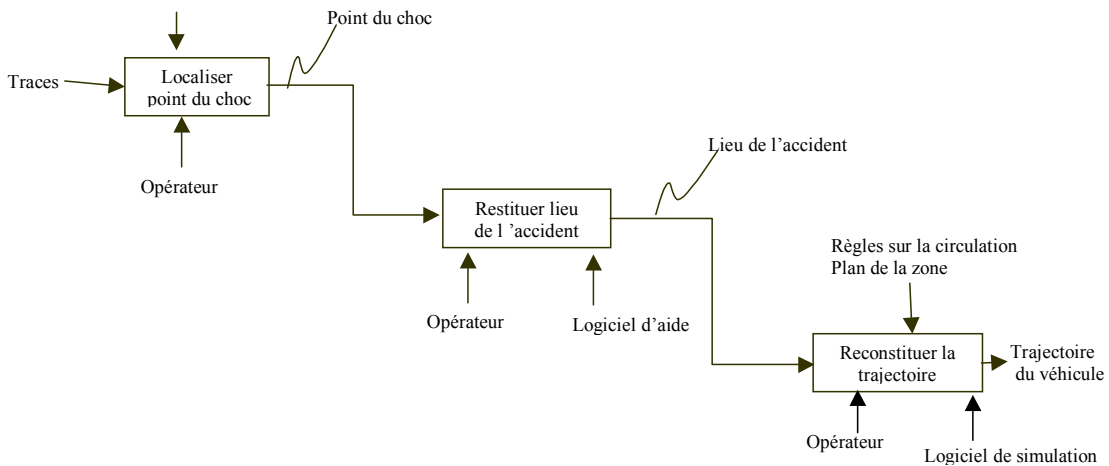 Point du choc
Traces
Localiser
point du choc
Opérateur
Lieu de l'accident
Restituer lieu
de l 'accident
Opérateur
Logiciel d'aide
Règles sur la circulation
Plan de la zone
Reconstituer la
trajectoire
Trajectoire
du véhicule
Opérateur
Logiciel de simulation